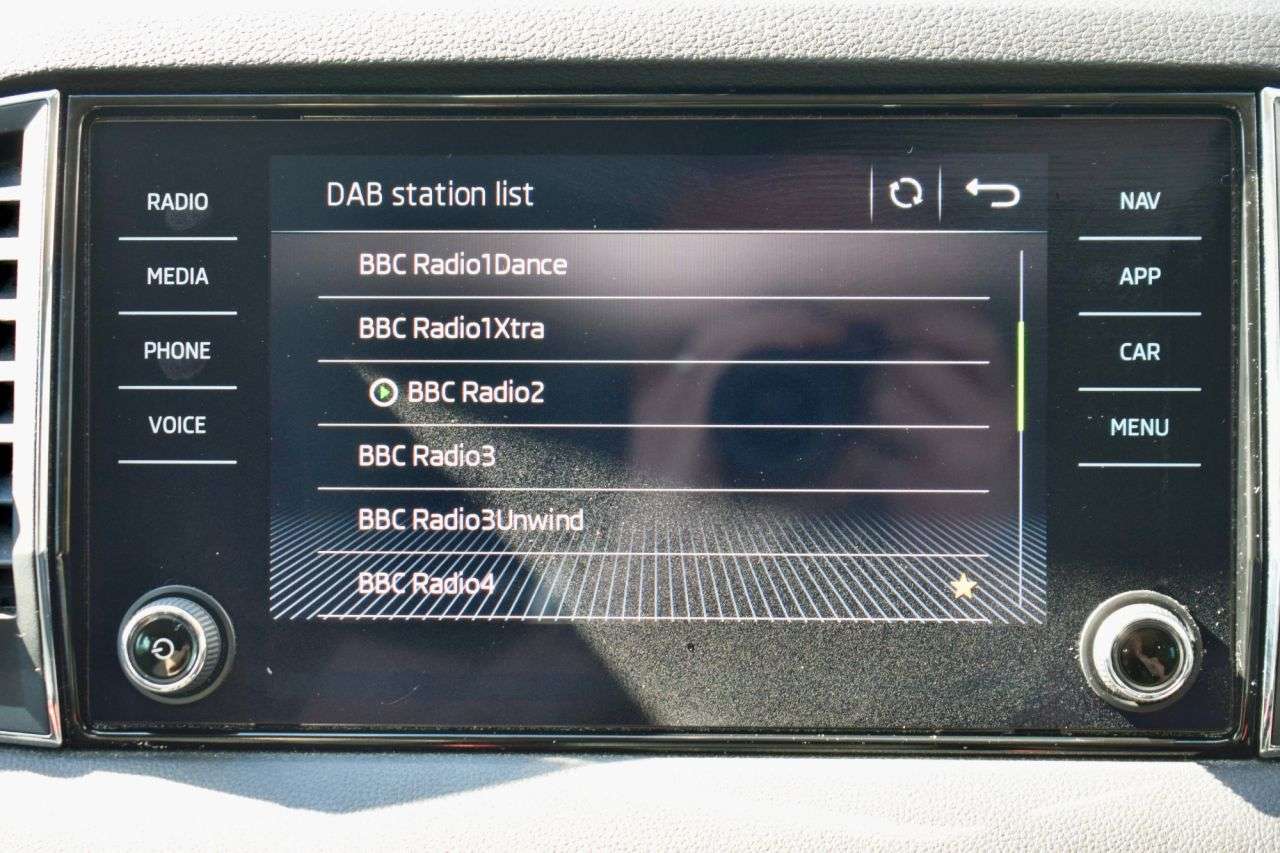 DAB station list
RADIO
MEDIA
PHONE
VOICE
BBC Radio1Dance
BBC Radio1Xtra
BBC Radio2
BBC Radio3
BBC Radio3Unwind
BBC Radio4
NAV
APP
CAR
MENU